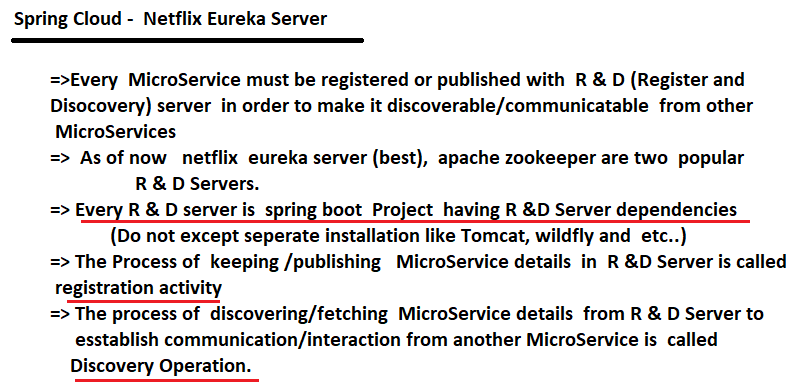 Spring Cloud - Netflix Eureka Server
=>Every MicroService must be registered or published with R & D (Register and
Disocovery) server in order to make it discoverable/communicatable from other
MicroServices
=> As of now netflix eureka server (best), apache zookeeper are two popular
R & D Servers.
=> Every R & D server is spring boot Project having R &D Server dependencies
(Do not except seperate installation like Tomcat, wildfly and etc..)
=> The Process of keeping /publishing MicroService details in R &D Server is called
registration activity
=> The process of discovering/fetching MicroService details from R & D Server to
esstablish communication/interaction from another MicroService is called
Discovery Operation.